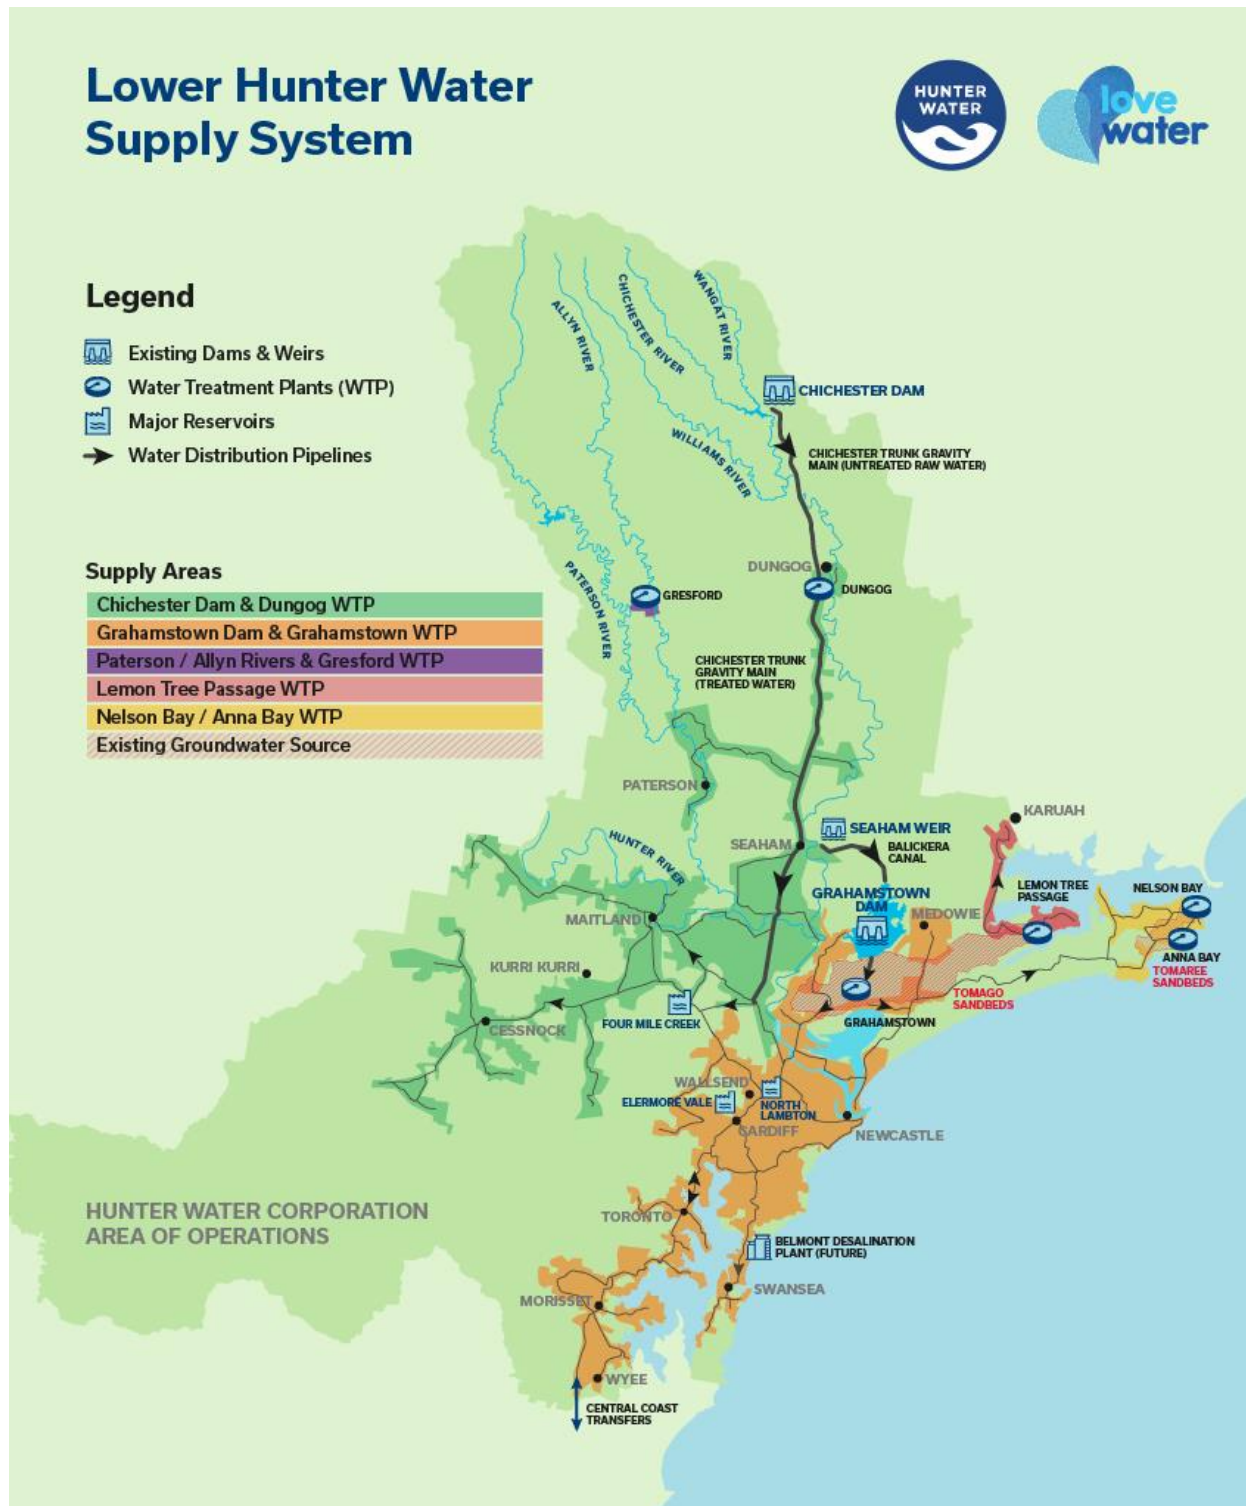 Lower Hunter Water
Supply System
HUNTER
WATER
love
water
Legend
Existing Dams & Weirs
Water Treatment Plants (WTP)
Major Reservoirs
Water Distribution Pipelines
Supply Areas
Chichester Dam & Dungog WTP
Grahamstown Dam & Grahamstown WTP
Paterson / Allyn Rivers & Gresford WTP
Lemon Tree Passage WTP
Nelson Bay / Anna Bay WTP
Existing Groundwater Source
ALLYN RIVER
CHICHESTER RIVER
WANGAT RIVER
CHICHESTER DAM
WILLIAMS RIVER
CHICHESTER TRUNK GRAVITY
MAIN (UNTREATED RAW WATER)
DUNGOG
DUNGOG
GRESFORD
PATERSON RIVER
CHICHESTER TRUNK
GRAVITY MAIN
(TREATED WATER)
PATERSON
KARUAH
SEAHAM WEIR
SEAHAM
BALICKERA
CANAL
HUNTER RIVER
GRAHAMSTOWN
DAM
LEMON TREE
PASSAGE
NELSON BAY
MEDOWIE
MAITLAND
ANNA BAY
TOMAREE
SANDBEDS
KURRI KURRI
TOMAGO
SANDBEDS
FOUR MILE CREEK
GRAHAMSTOWN
CESSNOCK
WALLSEND
ELERMORE VALE
NORTH
LAMBTON
CARDIFF
NEWCASTLE
HUNTER WATER CORPORATION
AREA OF OPERATIONS
TORONTO
BELMONT DESALINATION
PLANT (FUTURE)
SWANSEA
MORISSET
WYEE
CENTRAL COAST
TRANSFERS